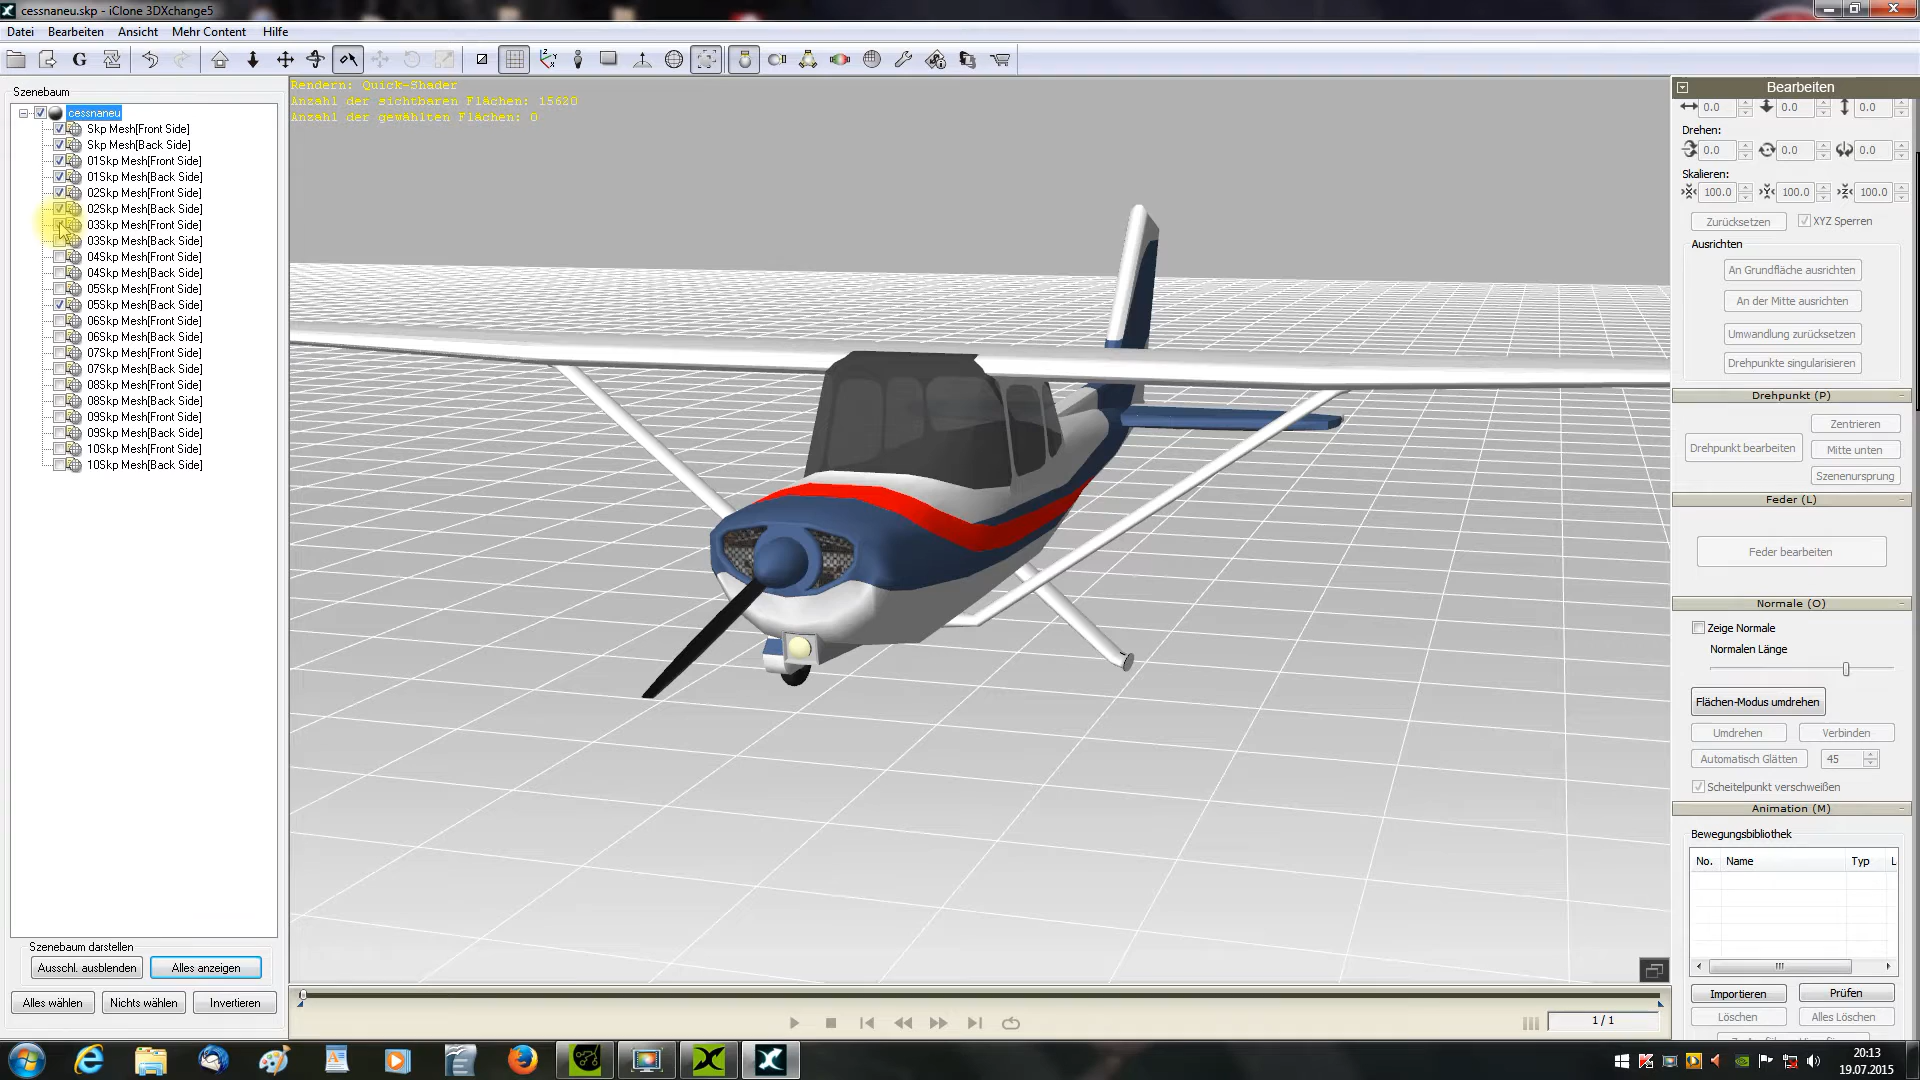 cessnaneu.skp - iClone 3DXchange5
Datei Bearbeiten Ansicht Mehr Content Hilfe
G
Szenebaum
cessnaneu
Skp Mesh[Front Side]
Skp Mesh[Back Side]
01Skp Mesh[Front Side]
01Skp Mesh[Back Side]
02Skp Mesh[Front Side]
02Skp Mesh[Back Side]
03Skp Mesh[Front Side]
03Skp Mesh[Back Side]
04Skp Mesh[Front Side]
04Skp Mesh[Back Side]
05Skp Mesh[Front Side]
05Skp Mesh[Back Side]
06Skp Mesh[Front Side]
06Skp Mesh[Back Side]
07Skp Mesh[Front Side]
07Skp Mesh[Back Side]
08Skp Mesh[Front Side]
08Skp Mesh[Back Side]
09Skp Mesh[Front Side]
09Skp Mesh[Back Side]
10Skp Mesh[Front Side]
10Skp Mesh[Back Side]
Szenebaum darstellen
Ausschl. ausblenden Alles anzeigen
Alles wählen Nichts wählen Invertieren
Rendern: Quick-Shader
Anzahl der sichtbaren Flächen: 15620
Anzahl der gewählten Flächen: 0
1 / 1
Bearbeiten
0.0 0.0 0.0
Drehen:
0.0 0.0 0.0
Skalieren:
100.0 100.0 100.0
Zurücksetzen XYZ Sperren
Ausrichten
An Grundfläche ausrichten
An der Mitte ausrichten
Umwandlung zurücksetzen
Drehpunkte singularisieren
Drehpunkt (P)
Zentrieren
Drehpunkt bearbeiten
Mitte unten
Szenenursprung
Feder (L)
Feder bearbeiten
Normale (O)
Zeige Normale
Normalen Länge
Flächen-Modus umdrehen
Umdrehen Verbinden
Automatisch Glätten 45
Scheitelpunkt verschweißen
Animation (M)
Bewegungsbibliothek
No. Name Typ L
Importieren Prüfen
Löschen Alles Löschen
20:13
19.07.2015